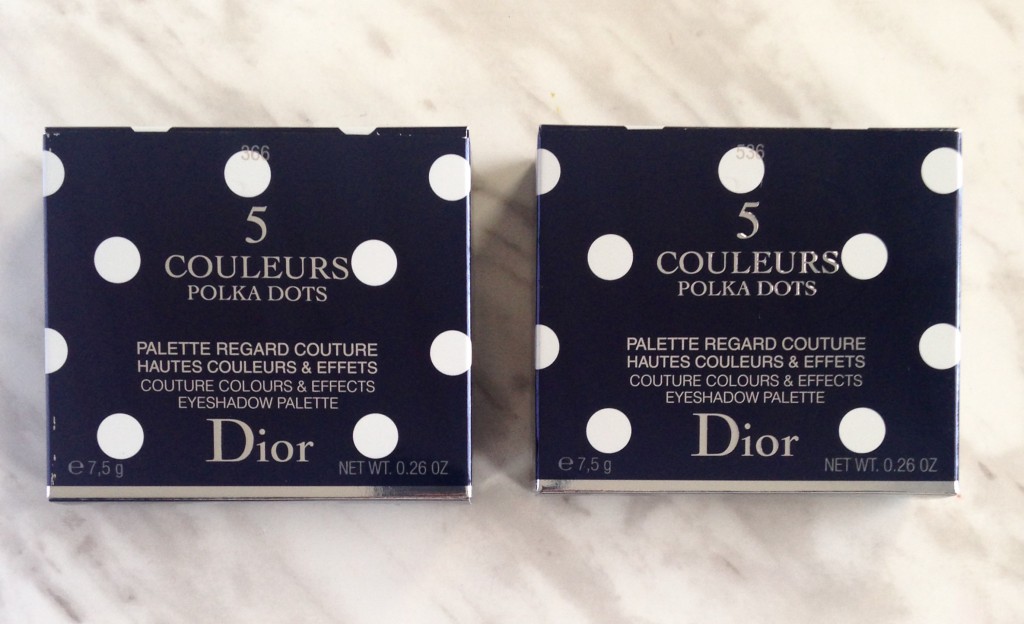 366
5
COULEURS
POLKA DOTS
PALETTE REGARD COUTURE
HAUTES COULEURS & EFFETS
COUTURE COLOURS & EFFECTS
EYESHADOW PALETTE
Dior
℮ 7,5 g
NET WT. 0.26 OZ
536
5
COULEURS
POLKA DOTS
PALETTE REGARD COUTURE
HAUTES COULEURS & EFFETS
COUTURE COLOURS & EFFECTS
EYESHADOW PALETTE
Dior
℮ 7,5 g
NET WT. 0.26 OZ